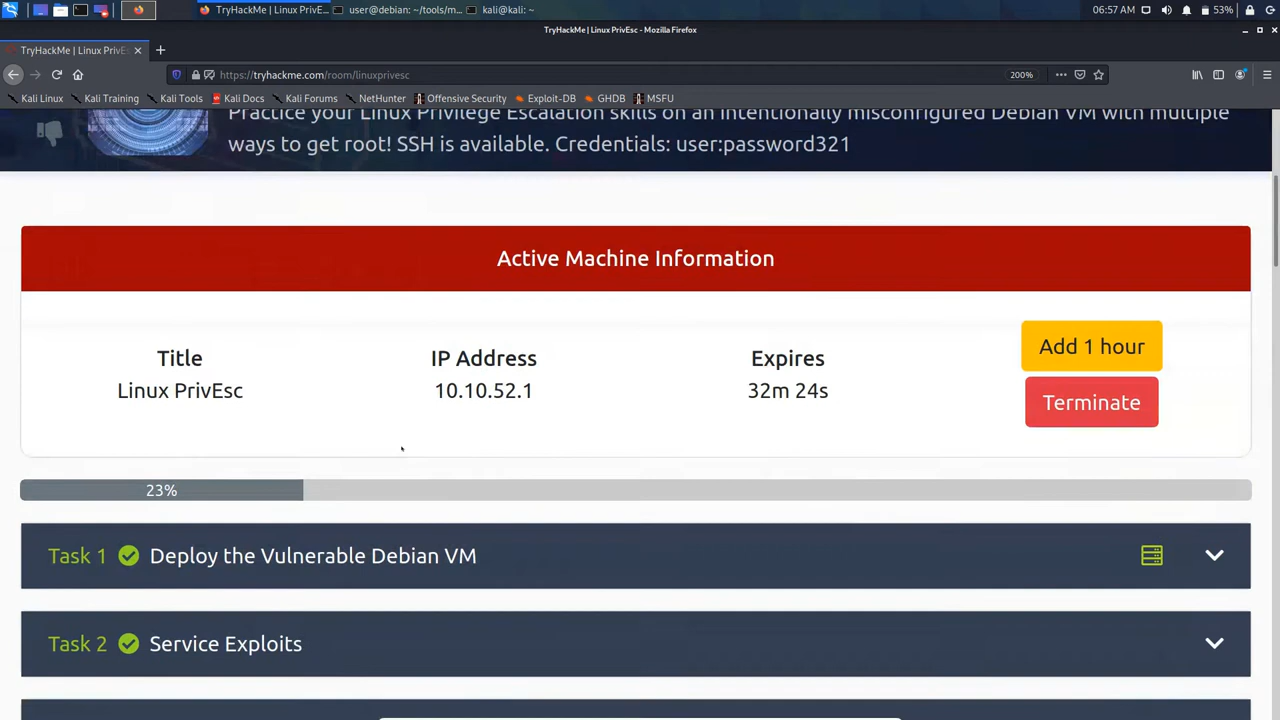 TryHackMe | Linux PrivE...
user@debian: ~/tools/m...
kali@kali: ~
06:57 AM
53%
TryHackMe | Linux PrivEsc - Mozilla Firefox
TryHackMe | Linux PrivEsc
https://tryhackme.com/room/linuxprivesc
200%
Kali Linux
Kali Training
Kali Tools
Kali Docs
Kali Forums
NetHunter
Offensive Security
Exploit-DB
GHDB
MSFU
Practice your Linux Privilege Escalation skills on an intentionally misconfigured Debian VM with multiple
ways to get root! SSH is available. Credentials: user:password321
Active Machine Information
Title
IP Address
Expires
Add 1 hour
Linux PrivEsc
10.10.52.1
32m 24s
Terminate
23%
Task 1 Deploy the Vulnerable Debian VM
Task 2 Service Exploits